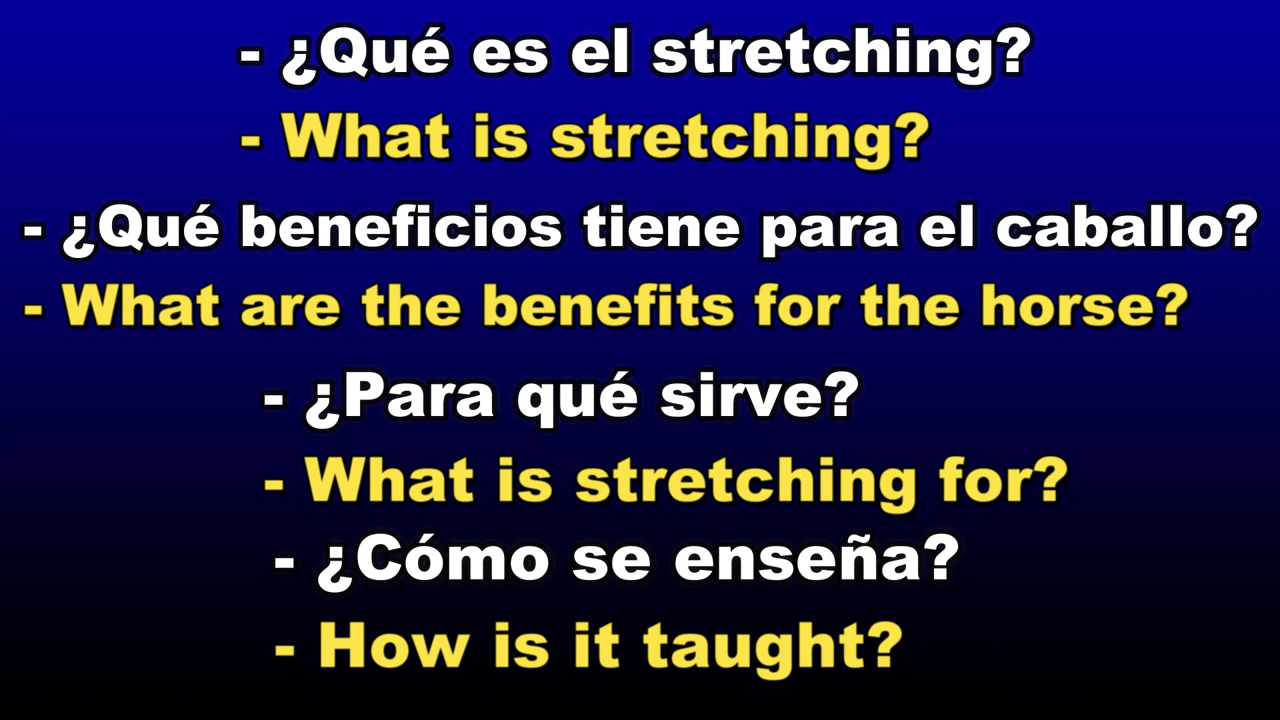 - ¿Qué es el stretching?
- What is stretching?
- ¿Qué beneficios tiene para el caballo?
- What are the benefits for the horse?
- ¿Para qué sirve?
- What is stretching for?
- ¿Cómo se enseña?
- How is it taught?